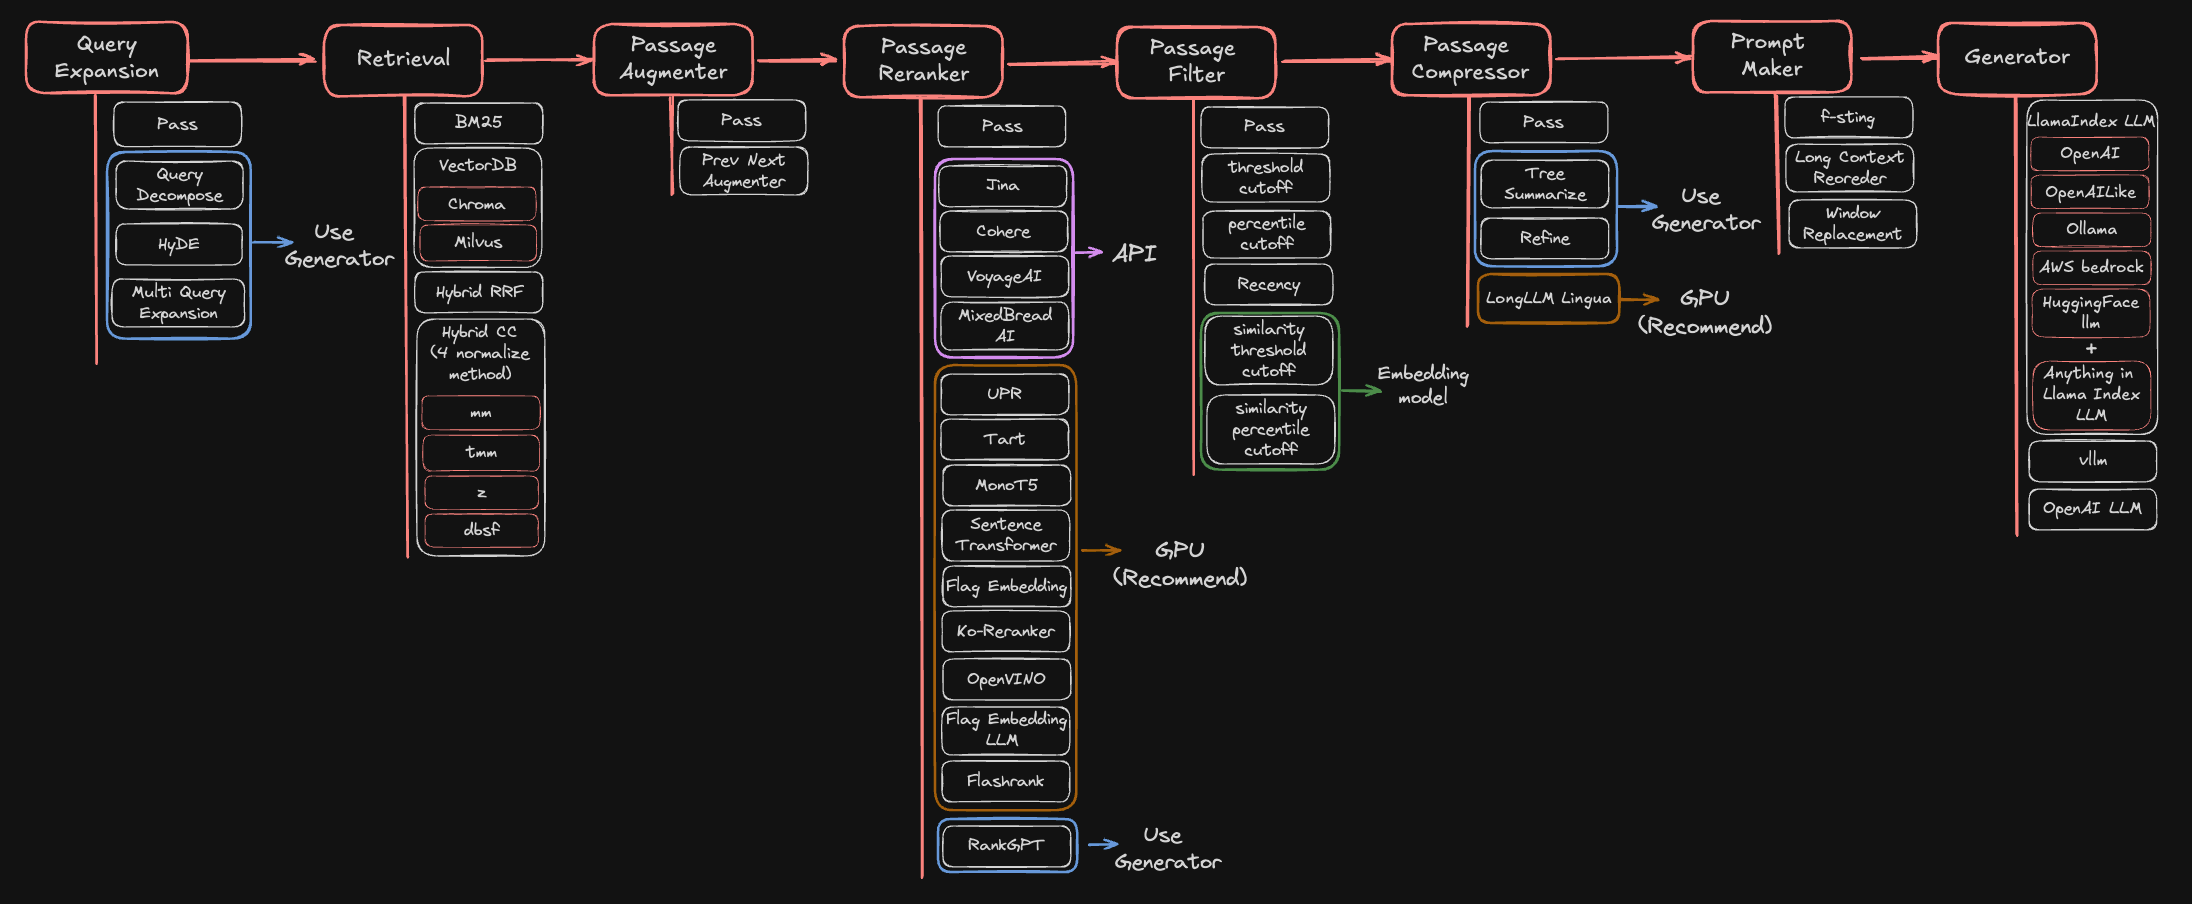 Query
Expansion
Pass
Query
Decompose
HyDE
Multi Query
Expansion
Use
Generator
Retrieval
BM25
VectorDB
Chroma
Milvus
Hybrid RRF
Hybrid CC
(4 normalize
method)
mm
tmm
z
dbsf
Passage
Augmenter
Pass
Prev Next
Augmenter
Passage
Reranker
Pass
Jina
Cohere
VoyageAI
MixedBread
AI
API
UPR
Tart
MonoT5
Sentence
Transformer
Flag Embedding
Ko-Reranker
OpenVINO
Flag Embedding
LLM
Flashrank
GPU
(Recommend)
RankGPT
Use
Generator
Passage
Filter
Pass
threshold
cutoff
percentile
cutoff
Recency
similarity
threshold
cutoff
similarity
percentile
cutoff
Embedding
model
Passage
Compressor
Pass
Tree
Summarize
Refine
Use
Generator
LongLLM Lingua
GPU
(Recommend)
Prompt
Maker
f-sting
Long Context
Reoreder
Window
Replacement
Generator
LlamaIndex LLM
OpenAI
OpenAILike
Ollama
AWS bedrock
HuggingFace
llm
+
Anything in
Llama Index
LLM
vllm
OpenAI LLM